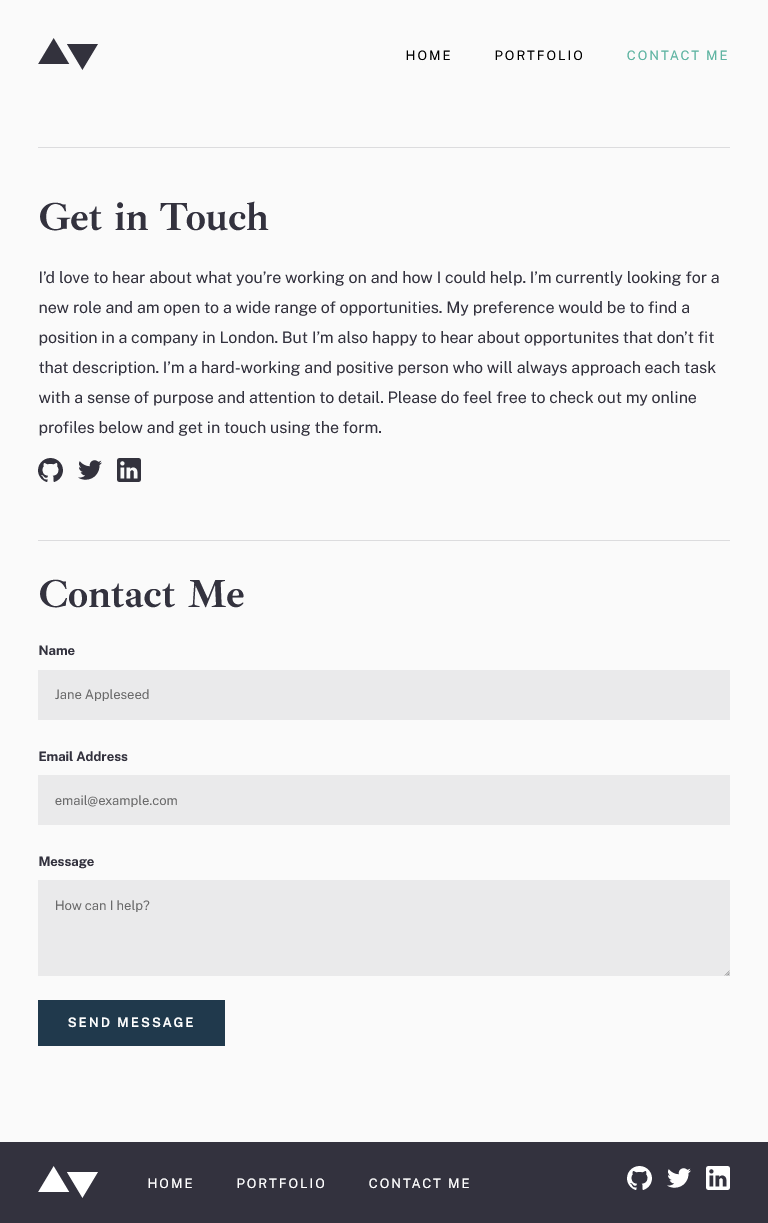 HOME PORTFOLIO CONTACT ME
Get in Touch
I’d love to hear about what you’re working on and how I could help. I’m currently looking for a
new role and am open to a wide range of opportunities. My preference would be to find a
position in a company in London. But I’m also happy to hear about opportunites that don’t fit
that description. I’m a hard-working and positive person who will always approach each task
with a sense of purpose and attention to detail. Please do feel free to check out my online
profiles below and get in touch using the form.
Contact Me
Name
Jane Appleseed
Email Address
email@example.com
Message
How can I help?
SEND MESSAGE
HOME PORTFOLIO CONTACT ME